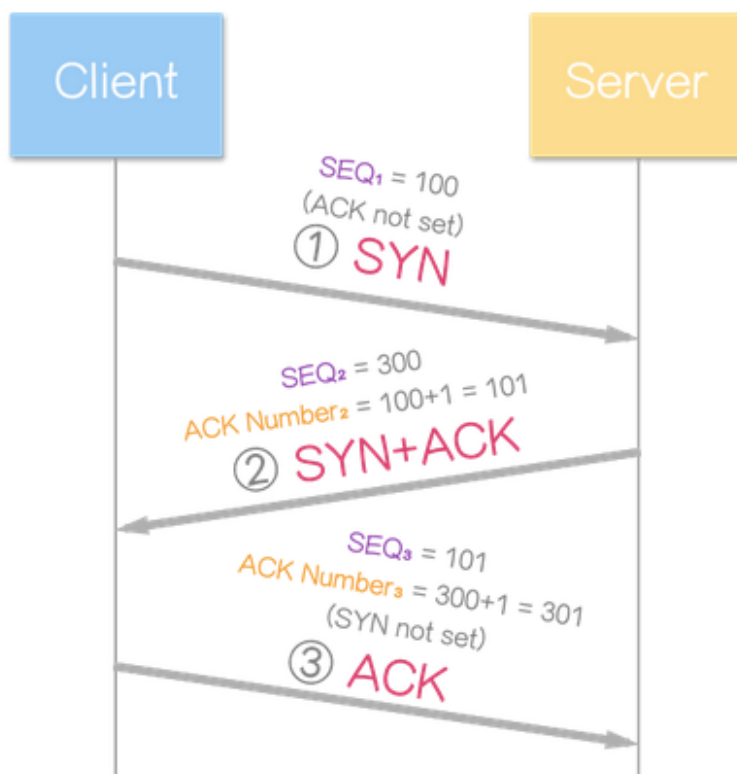 Client
Server
SEQ₁ = 100
(ACK not set)
① SYN
SEQ₂ = 300
ACK Number₂ = 100+1 = 101
② SYN+ACK
SEQ₃ = 101
ACK Number₃ = 300+1 = 301
(SYN not set)
③ ACK